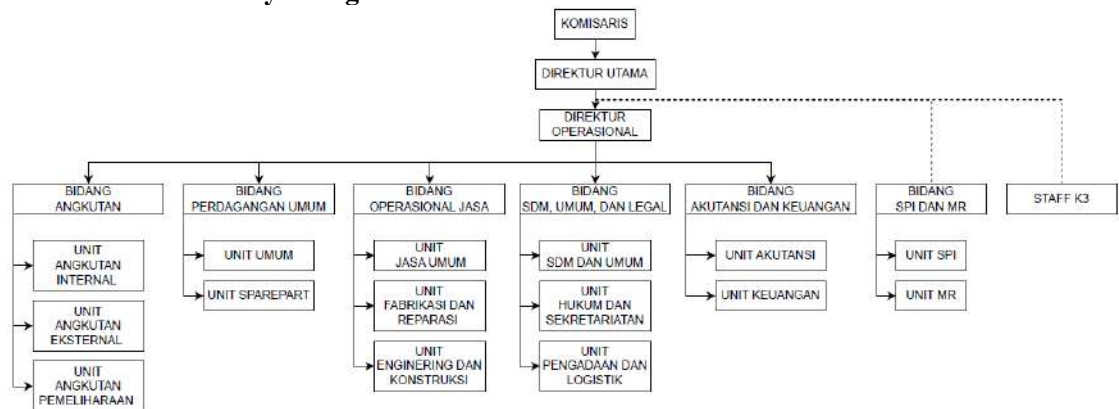 KOMISARIS
DIREKTUR UTAMA
DIREKTUR
OPERASIONAL
BIDANG
ANGKUTAN
BIDANG
PERDAGANGAN UMUM
BIDANG
OPERASIONAL JASA
BIDANG
SDM, UMUM, DAN LEGAL
BIDANG
AKUTANSI DAN KEUANGAN
BIDANG
SPI DAN MR
STAFF K3
UNIT
ANGKUTAN
INTERNAL
UNIT
ANGKUTAN
EKSTERNAL
UNIT
ANGKUTAN
PEMELIHARAAN
UNIT UMUM
UNIT SPAREPART
UNIT
JASA UMUM
UNIT
FABRIKASI DAN
REPARASI
UNIT
ENGINERING DAN
KONSTRUKSI
UNIT
SDM DAN UMUM
UNIT
HUKUM DAN
SEKRETARIATAN
UNIT
PENGADAAN DAN
LOGISTIK
UNIT AKUTANSI
UNIT KEUANGAN
UNIT SPI
UNIT MR